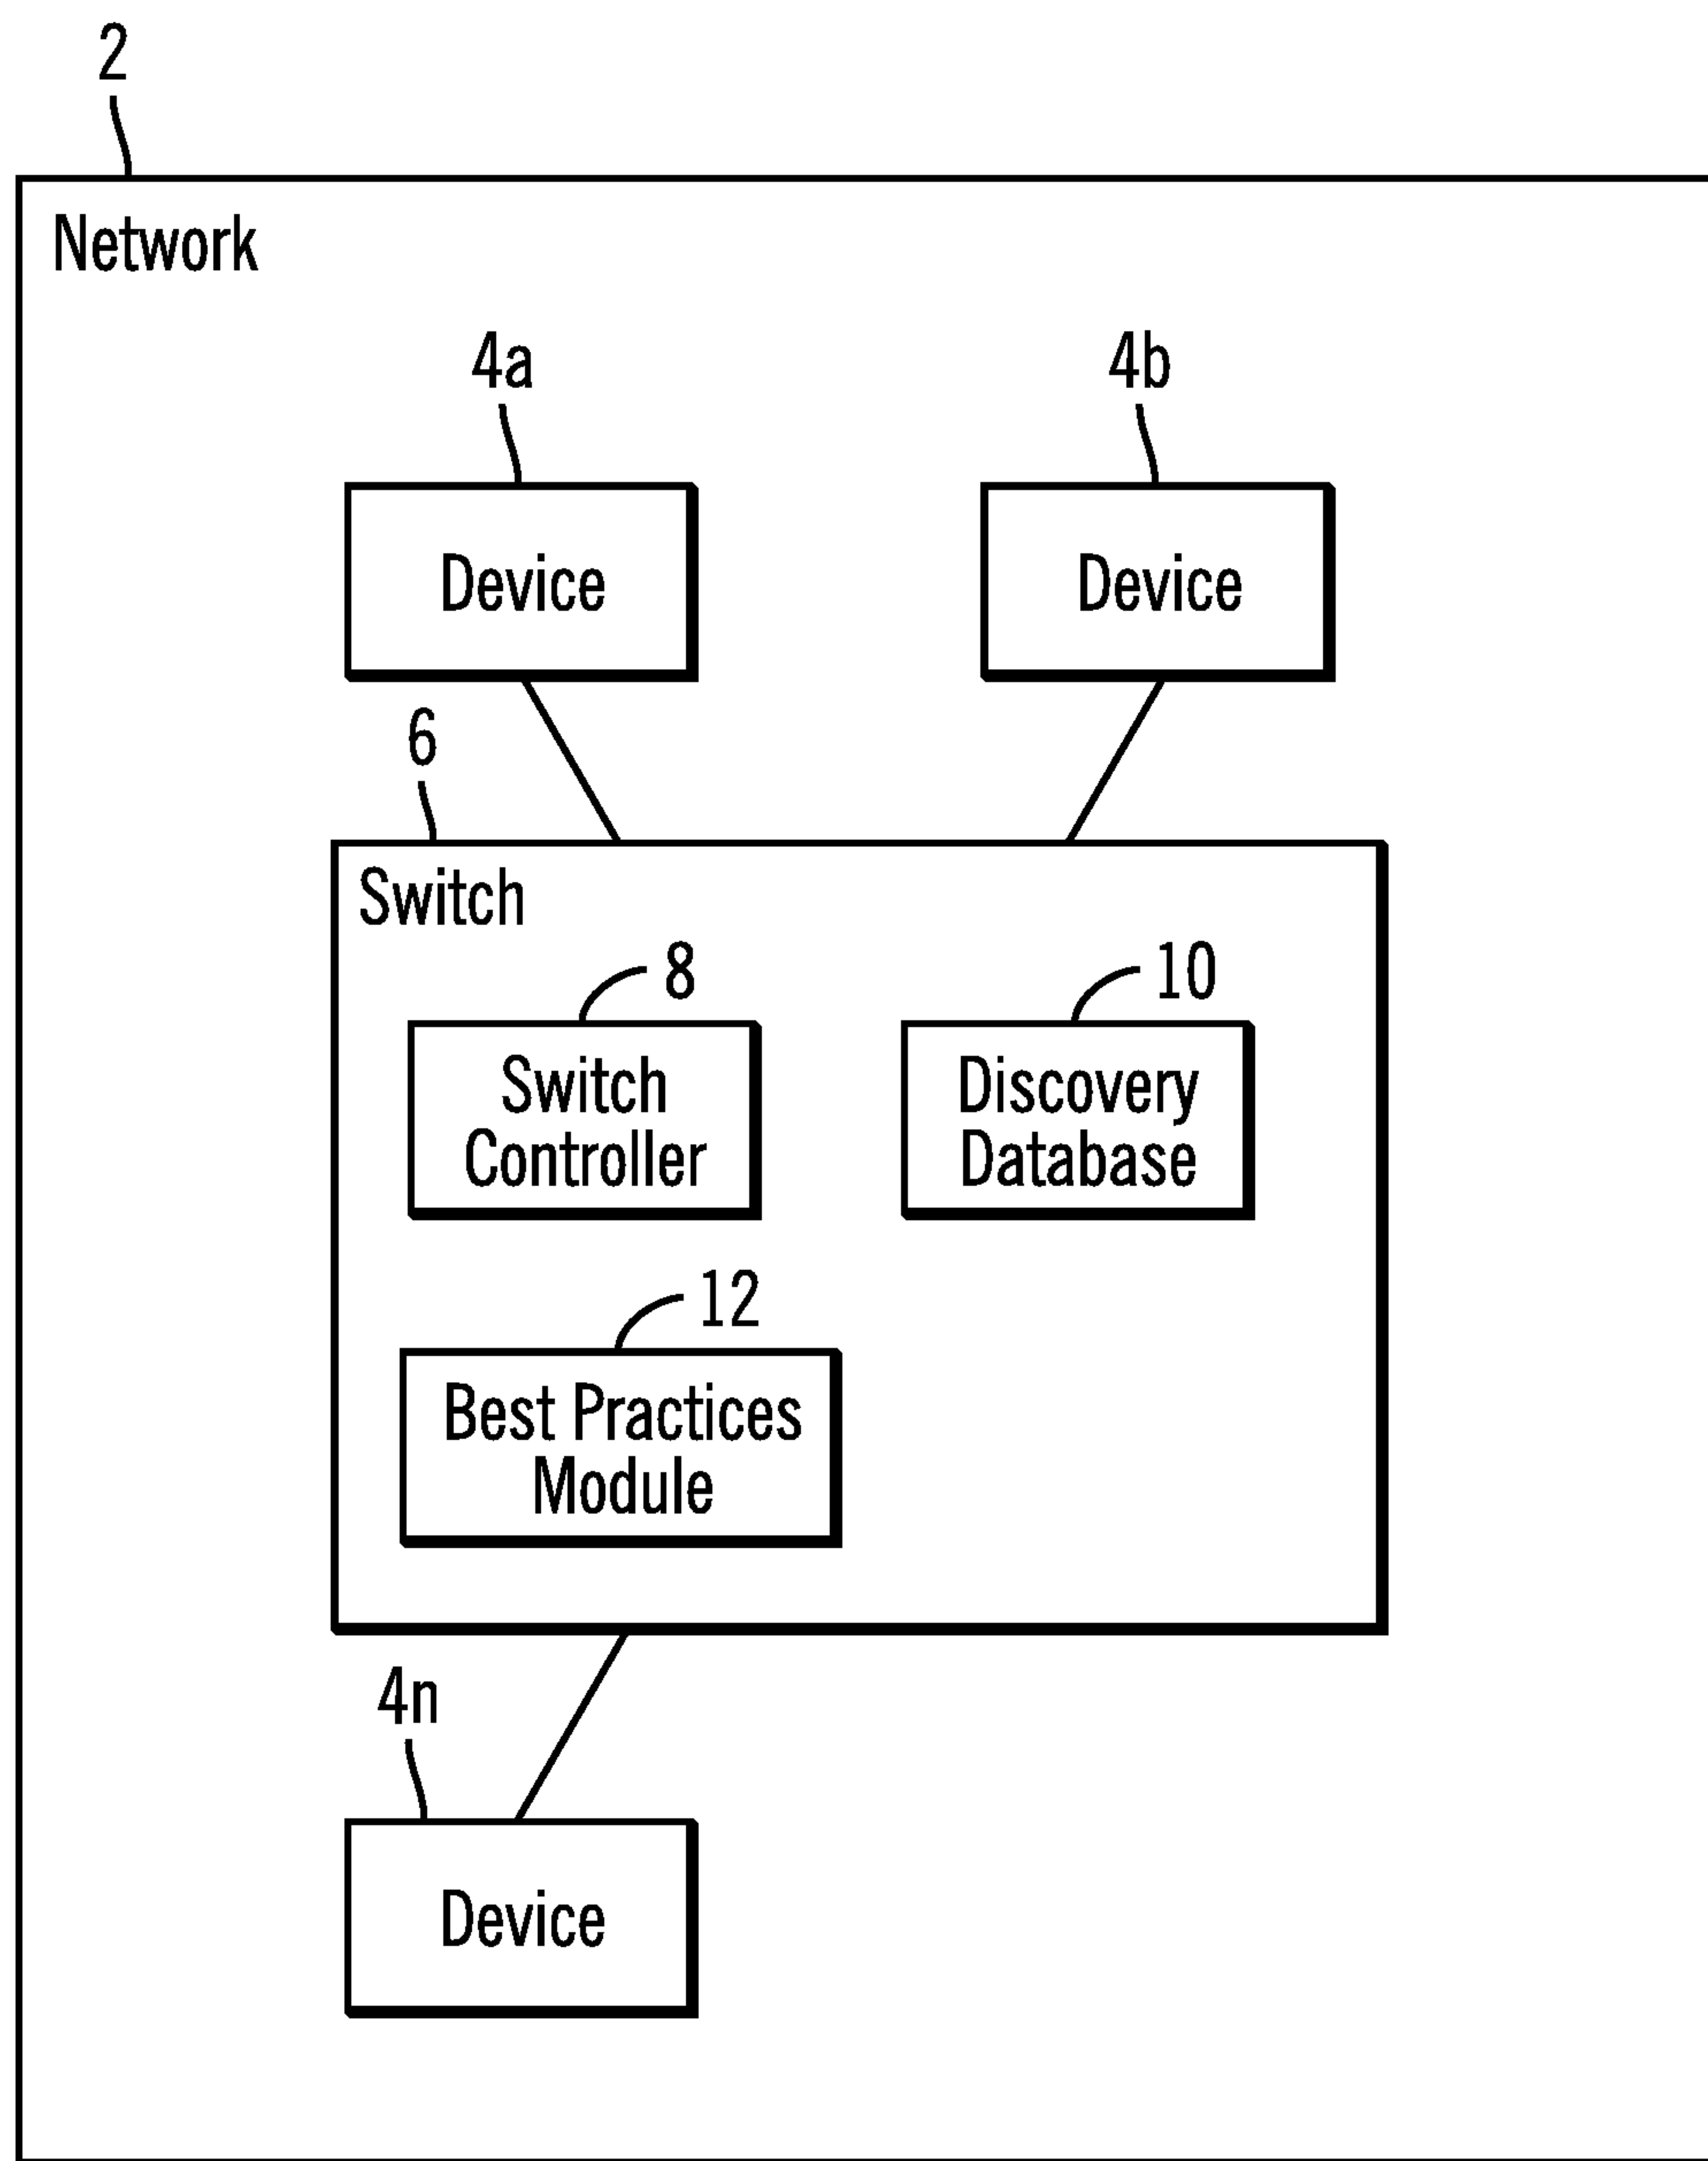 2
Network
4a
4b
Device
Device
6
Switch
8
10
Switch
Controller
Discovery
Database
12
Best Practices
Module
4n
Device